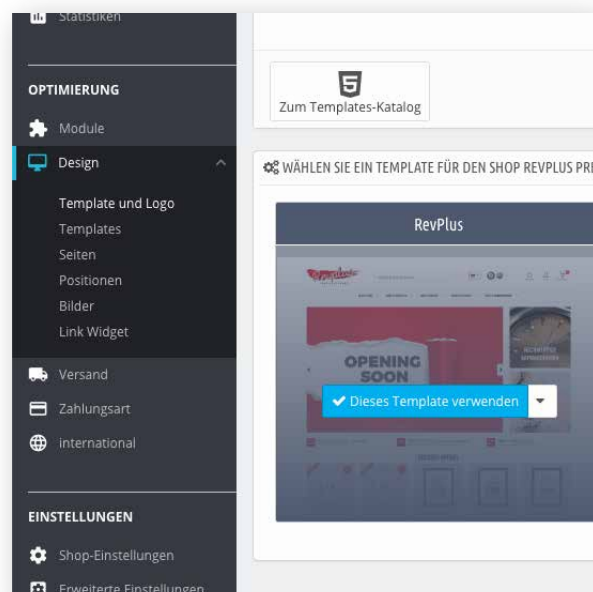 Statistiken
OPTIMIERUNG
Module
Design
Template und Logo
Templates
Seiten
Positionen
Bilder
Link Widget
Versand
Zahlungsart
international
EINSTELLUNGEN
Shop-Einstellungen
Erweiterte Einstellungen
Zum Templates-Katalog
WÄHLEN SIE EIN TEMPLATE FÜR DEN SHOP REVPLUS PRE
RevPlus
OPENING
SOON
Dieses Template verwenden